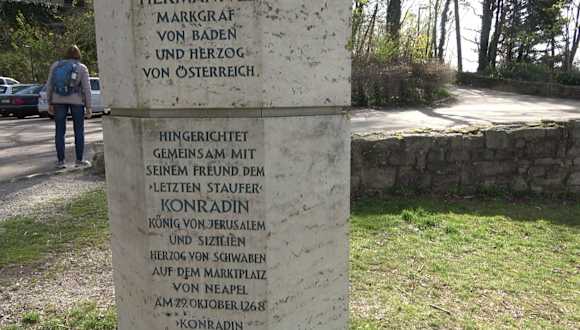 MARKGRAF
VON BADEN
UND HERZOG
VON ÖSTERREICH.
HINGERICHTET
GEMEINSAM MIT
SEINEM FREUND DEM
›LETZTEN STAUFER‹
KONRADIN
KÖNIG VON JERUSALEM
UND SIZILIEN
HERZOG VON SCHWABEN
AUF DEM MARKTPLATZ
VON NEAPEL
AM 29. OKTOBER 1268
KONRADIN